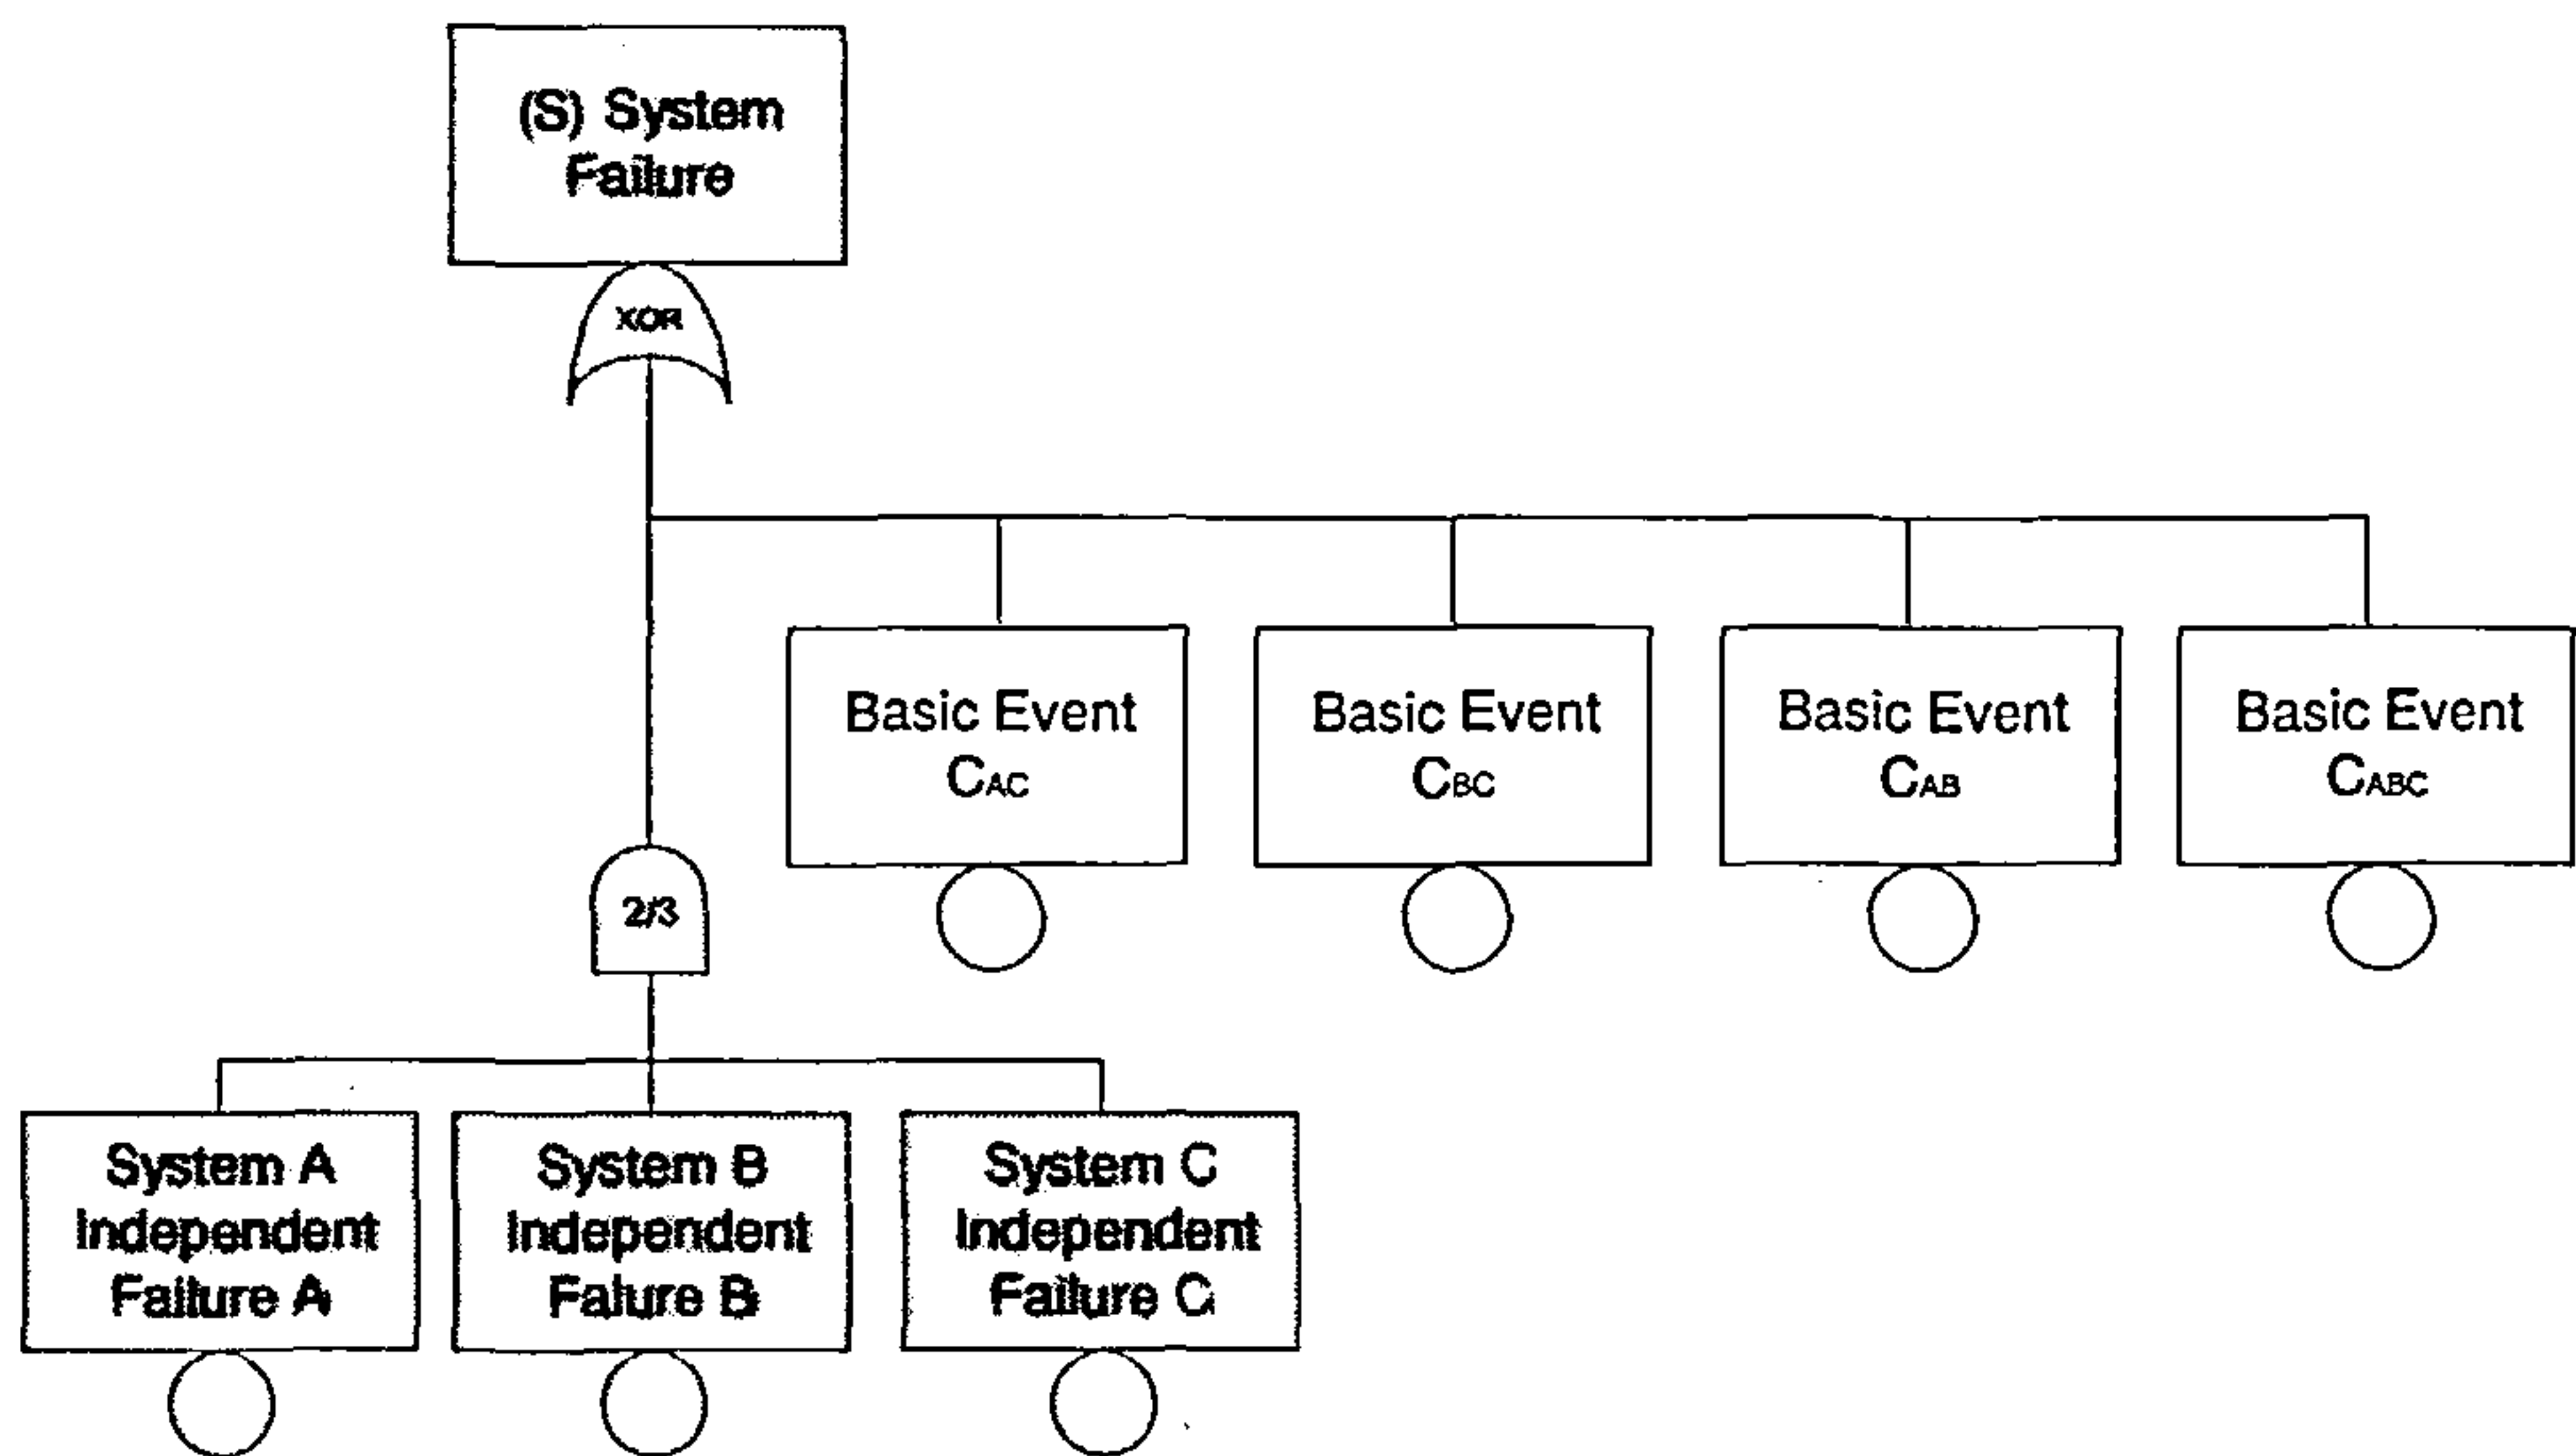 (S) System
Failure
XOR
Basic Event
CAC
Basic Event
CBC
Basic Event
CAB
Basic Event
CABC
2/3
System A
Independent
Failure A
System B
Independent
Falure B
System C
Independent
Failure C